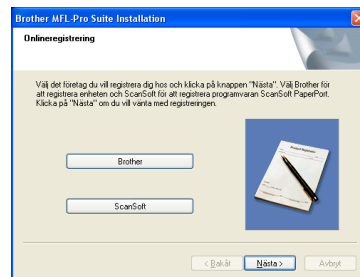 Brother MFL-Pro Suite Installation
Onlineregistrering
Välj det företag du vill registrera dig hos och klicka på knappen "Nästa". Välj Brother för
att registrera enheten och ScanSoft för att registrera programvaran ScanSoft PaperPort.
Klicka på "Nästa" om du vill vänta med registreringen.
Brother
ScanSoft
< Bakåt Nästa > Avbryt